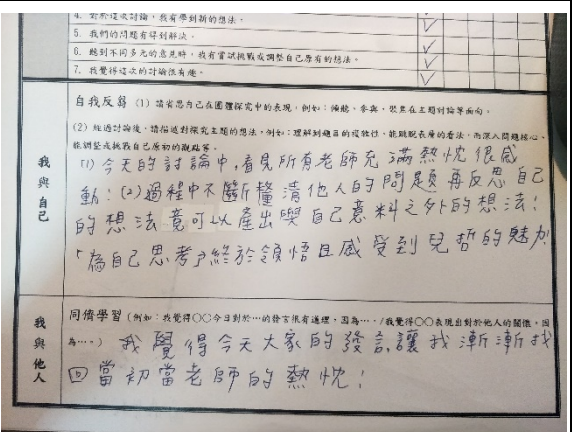 4. 對於這次討論，我有學到新的想法。
5. 我們的問題有得到解決。
6. 聽到不同多元的意見時，我有嘗試挑戰或調整自己原有的想法。
7. 我覺得這次的討論很有趣。
我與自己
自我反思 (1) 請省思自己在團體探究中的表現，例如：傾聽、參與、聚焦在主題討論等面向。
(2) 經過討論後，請描述對探究主題的想法，例如：理解到題目的複雜性，能跳脫表層的看法，而深入問題核心、
能調整或挑戰自己原初的觀點等。
(1) 今天的討論中，看見所有老師充滿熱忱很感
動；(2) 過程中不斷釐清他人的問題再反思自己
的想法竟可以產出自己意料之外的想法！
「為自己思考」終於領悟且感受到兒哲的魅力
我與他人
同儕學習 (例如：我覺得○○今日對於…的發言很有道理，因為…./我覺得○○表現出對於他人的關懷，因
為….) 我覺得今天大家的發言讓我漸漸找
回當初當老師的熱忱！